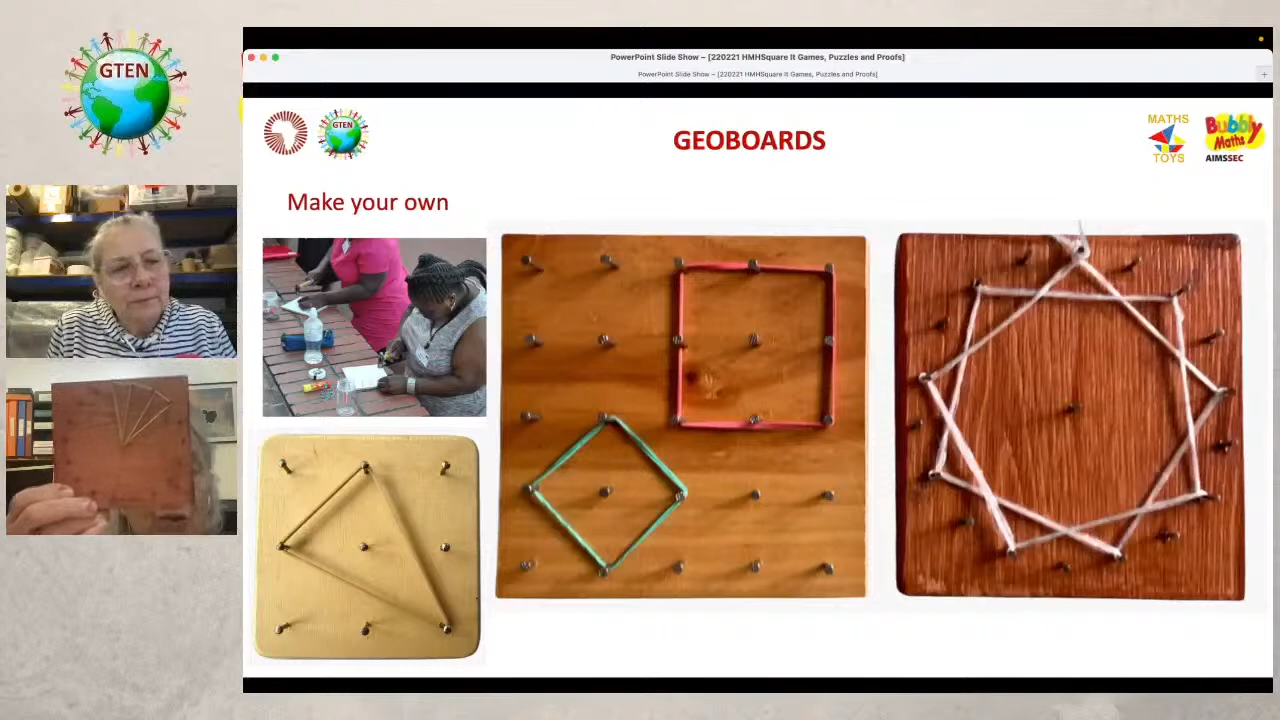 GTEN
PowerPoint Slide Show – [220221 HMHSquare It Games, Puzzles and Proofs]
PowerPoint Slide Show – [220221 HMHSquare It Games, Puzzles and Proofs]
GTEN
GEOBOARDS
MATHS
TOYS
Bubbly
Maths
AIMSSEC
Make your own